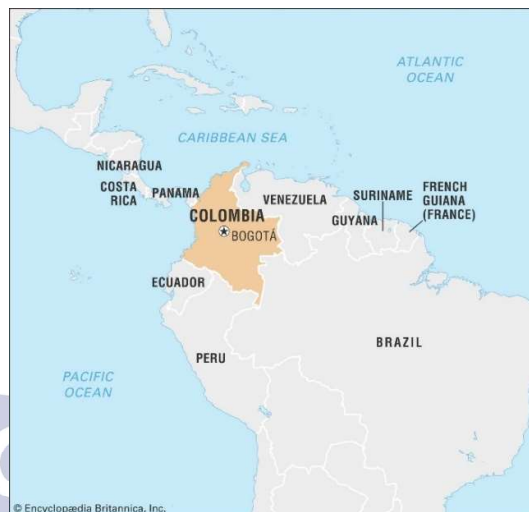 ATLANTIC
OCEAN
CARIBBEAN SEA
NICARAGUA
COSTA
RICA
PANAMA
VENEZUELA
SURINAME
FRENCH
GUIANA
(FRANCE)
GUYANA
COLOMBIA
BOGOTÁ
ECUADOR
PERU
BRAZIL
PACIFIC
OCEAN
© Encyclopædia Britannica, Inc.